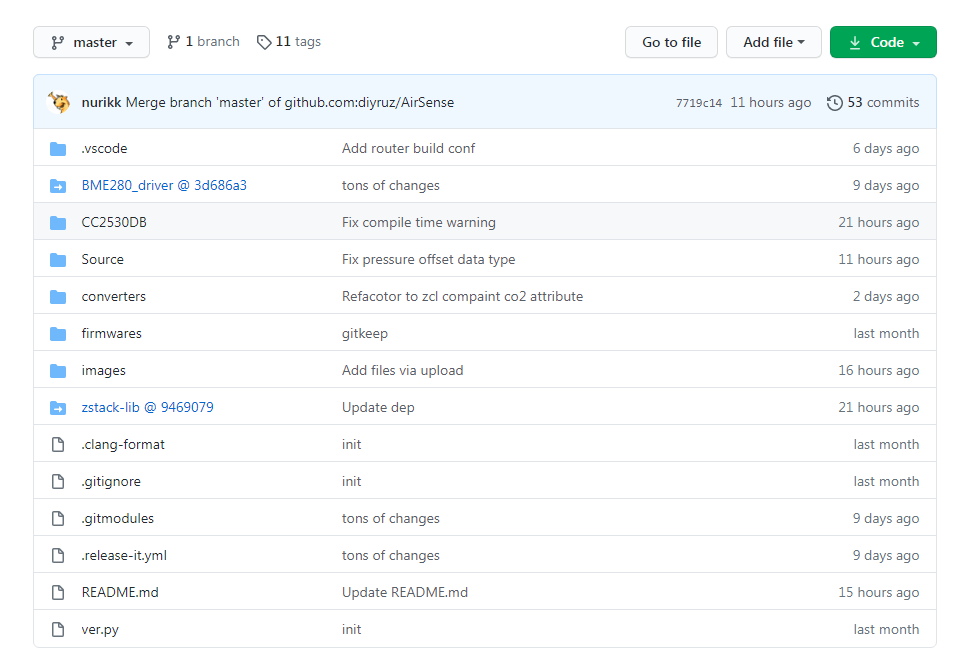 master 1 branch 11 tags Go to file Add file Code
nurikk Merge branch 'master' of github.com:diyruz/AirSense 7719c14 11 hours ago 53 commits
.vscode Add router build conf 6 days ago
BME280_driver @ 3d686a3 tons of changes 9 days ago
CC2530DB Fix compile time warning 21 hours ago
Source Fix pressure offset data type 11 hours ago
converters Refacotor to zcl compaint co2 attribute 2 days ago
firmwares gitkeep last month
images Add files via upload 16 hours ago
zstack-lib @ 9469079 Update dep 21 hours ago
.clang-format init last month
.gitignore init last month
.gitmodules tons of changes 9 days ago
.release-it.yml tons of changes 9 days ago
README.md Update README.md 15 hours ago
ver.py init last month